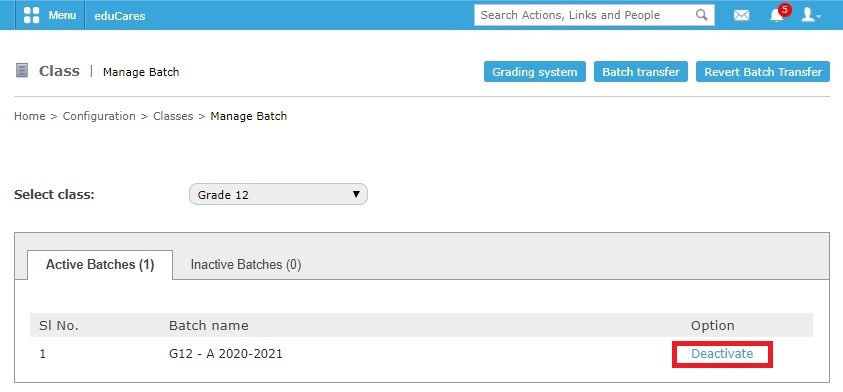 Menu eduCares Search Actions, Links and People 5
Class | Manage Batch Grading system Batch transfer Revert Batch Transfer
Home > Configuration > Classes > Manage Batch
Select class: Grade 12
Active Batches (1) Inactive Batches (0)
Sl No. Batch name Option
1 G12 - A 2020-2021 Deactivate